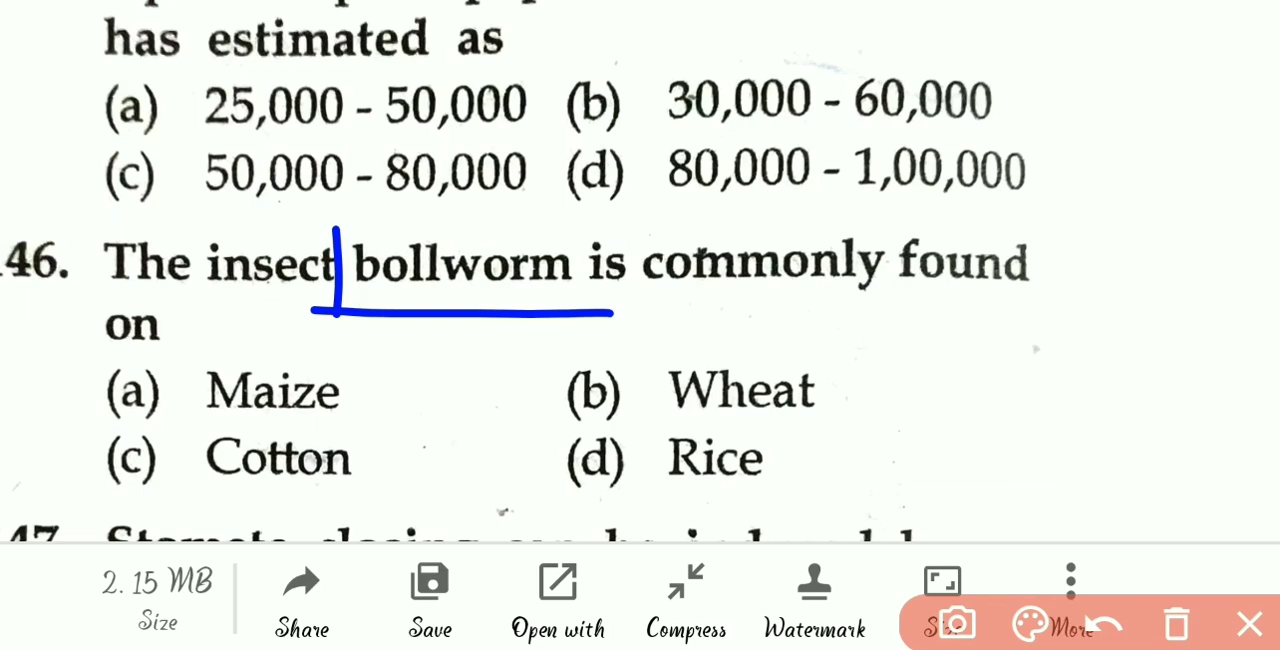 has estimated as
(a) 25,000 - 50,000 (b) 30,000 - 60,000
(c) 50,000 - 80,000 (d) 80,000 - 1,00,000
46. The insect bollworm is commonly found
on
(a) Maize (b) Wheat
(c) Cotton (d) Rice
47
2.15 MB
Size Share Save Open with Compress Watermark More